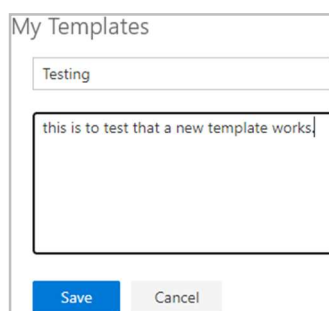 My Templates
Testing
this is to test that a new template works.
Save Cancel